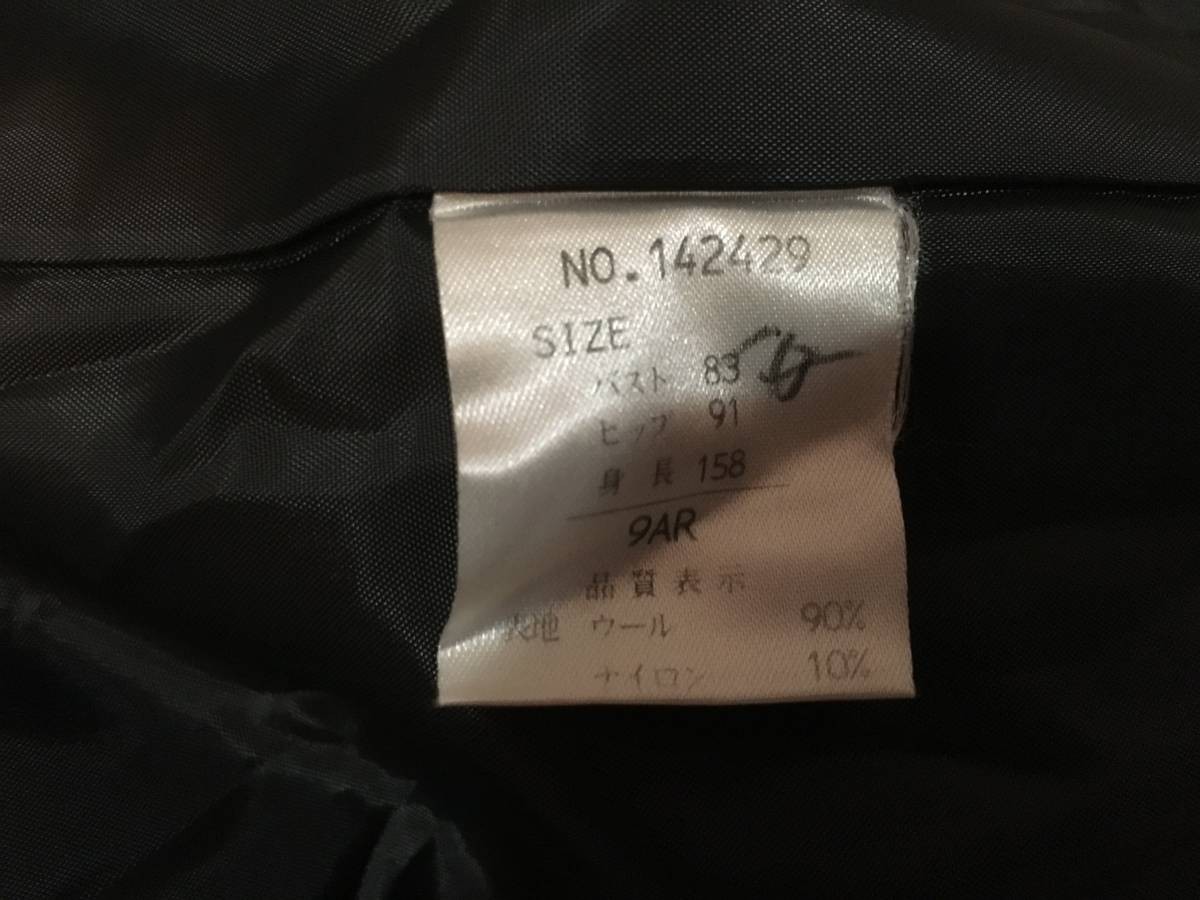 NO.142429
SIZE
バスト 83
ヒップ 91
身長 158
9AR
品質表示
表地 ウール 90%
ナイロン 10%